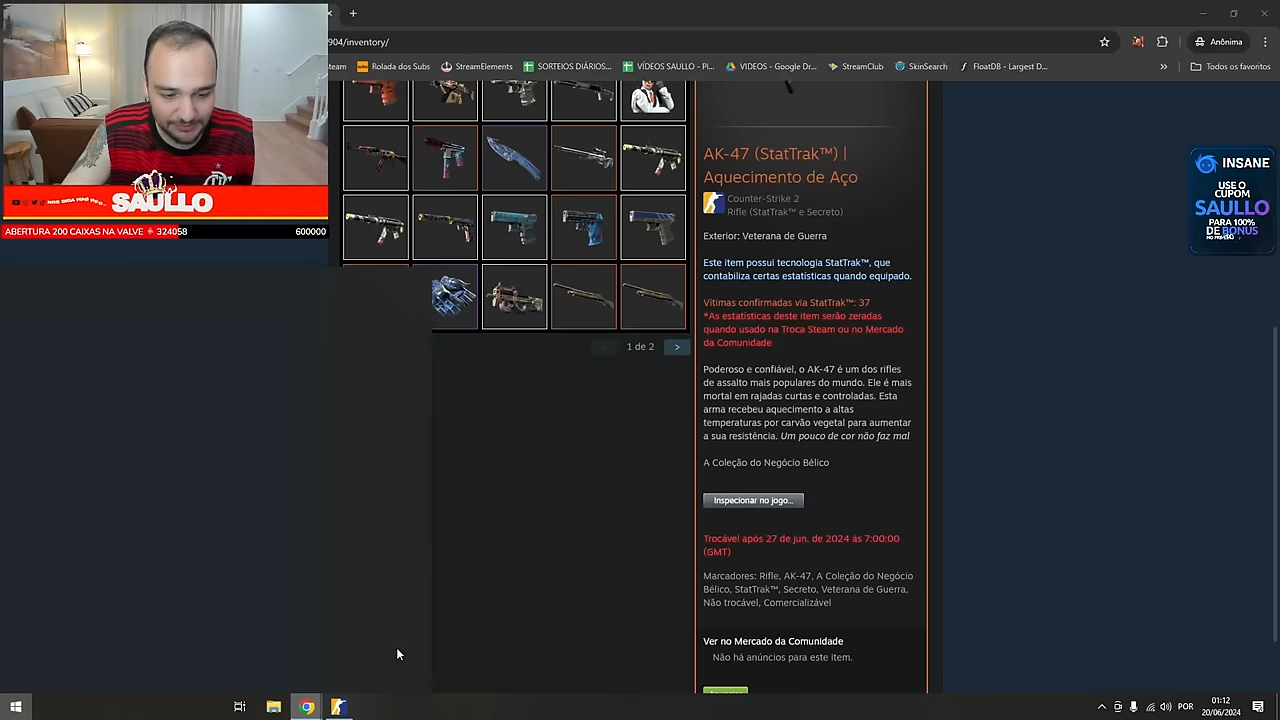 904/inventory/
Anônima
eam
Rolada dos Subs
StreamElements
SORTEIOS DIÁRIOS...
VÍDEOS SAULLO - Pi...
VÍDEOS - Google Dr...
StreamClub
SkinSearch
FloatDB - Largest D...
Todos os favoritos
SAULLO
ABERTURA 200 CAIXAS NA VALVE
324058
600000
1 de 2
>
AK-47 (StatTrak™) |
Aquecimento de Aço
Counter-Strike 2
Rifle (StatTrak™ e Secreto)
Exterior: Veterana de Guerra
Este item possui tecnologia StatTrak™, que
contabiliza certas estatísticas quando equipado.
Vítimas confirmadas via StatTrak™: 37
*As estatísticas deste item serão zeradas
quando usado na Troca Steam ou no Mercado
da Comunidade
Poderoso e confiável, o AK-47 é um dos rifles
de assalto mais populares do mundo. Ele é mais
mortal em rajadas curtas e controladas. Esta
arma recebeu aquecimento a altas
temperaturas por carvão vegetal para aumentar
a sua resistência. Um pouco de cor não faz mal
A Coleção do Negócio Bélico
Inspecionar no jogo...
Trocável após 27 de jun. de 2024 às 7:00:00
(GMT)
Marcadores: Rifle, AK-47, A Coleção do Negócio
Bélico, StatTrak™, Secreto, Veterana de Guerra,
Não trocável, Comercializável
Ver no Mercado da Comunidade
Não há anúncios para este item.
INSANE
USE O
CUPOM
SAULLO
PARA 100%
DE BONUS
POR
01:12
20/06/2024